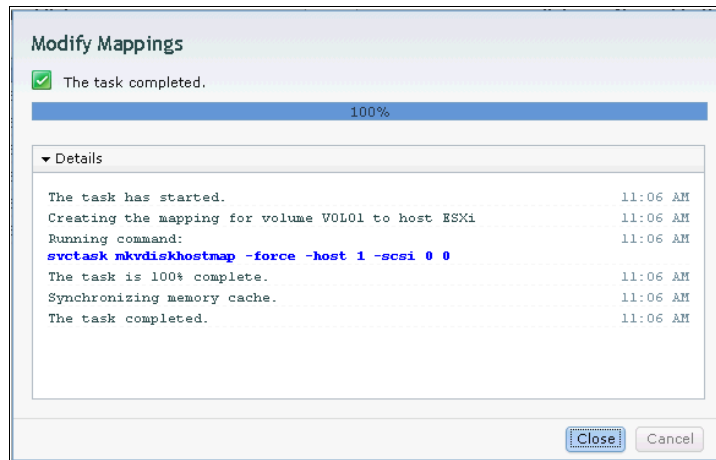 Modify Mappings
The task completed.
100%
Details
The task has started. 11:06 AM
Creating the mapping for volume VOL01 to host ESXi 11:06 AM
Running command: 11:06 AM
svctask mkvdiskhostmap -force -host 1 -scsi 0 0
The task is 100% complete. 11:06 AM
Synchronizing memory cache. 11:06 AM
The task completed. 11:06 AM
Close Cancel